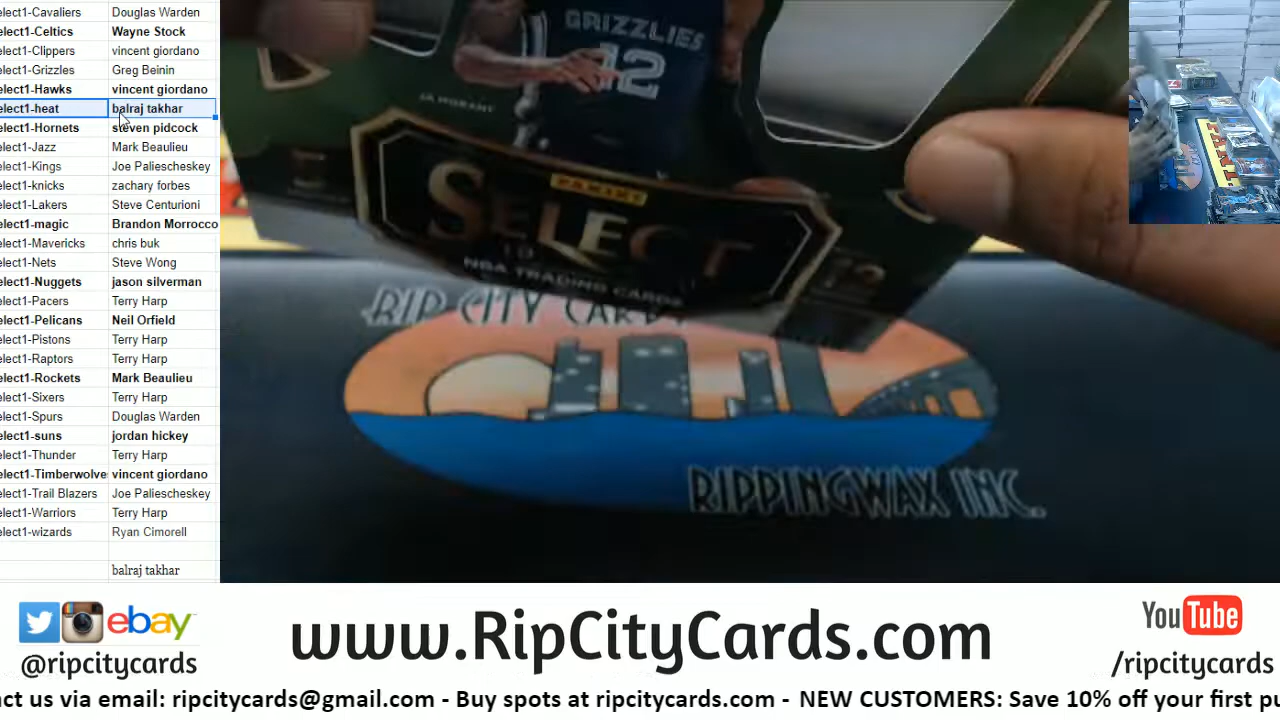 elect1-Cavaliers Douglas Warden
elect1-Celtics Wayne Stock
elect1-Clippers vincent giordano
elect1-Grizzles Greg Beinin
elect1-Hawks vincent giordano
elect1-heat balraj takhar
elect1-Hornets steven pidcock
elect1-Jazz Mark Beaulieu
elect1-Kings Joe Paliescheskey
elect1-knicks zachary forbes
elect1-Lakers Steve Centurioni
elect1-magic Brandon Morrocco
elect1-Mavericks chris buk
elect1-Nets Steve Wong
elect1-Nuggets jason silverman
elect1-Pacers Terry Harp
elect1-Pelicans Neil Orfield
elect1-Pistons Terry Harp
elect1-Raptors Terry Harp
elect1-Rockets Mark Beaulieu
elect1-Sixers Terry Harp
elect1-Spurs Douglas Warden
elect1-suns jordan hickey
elect1-Thunder Terry Harp
elect1-Timberwolves vincent giordano
elect1-Trail Blazers Joe Paliescheskey
elect1-Warriors Terry Harp
elect1-wizards Ryan Cimorell
balraj takhar
GRIZZLIES
12
JA MORANT
PANINI
SELECT
NBA TRADING CARDS
RIP CITY CARDS
RIPPINGWAX INC.
ebay
@ripcitycards
www.RipCityCards.com
YouTube
/ripcitycards
ct us via email: ripcitycards@gmail.com - Buy spots at ripcitycards.com - NEW CUSTOMERS: Save 10% off your first pu